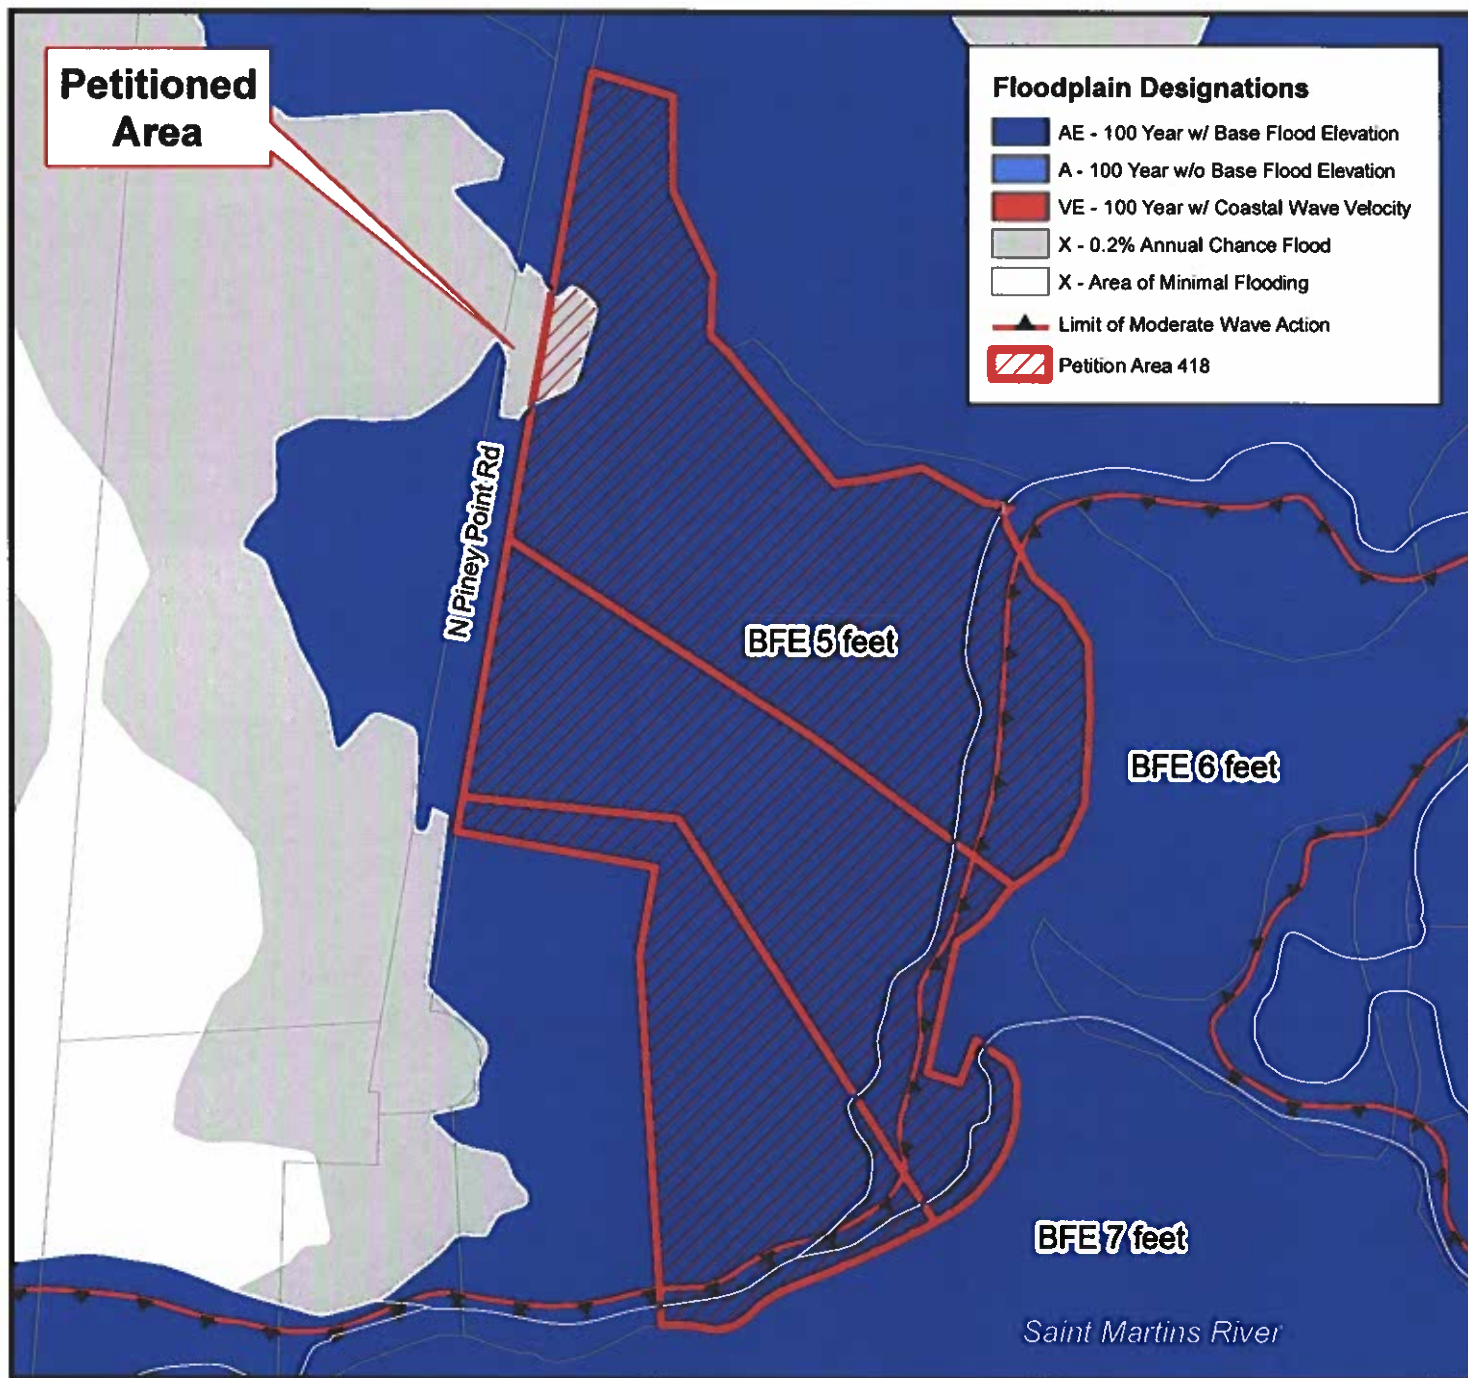 Petitioned
Area
Floodplain Designations
AE - 100 Year w/ Base Flood Elevation
A - 100 Year w/o Base Flood Elevation
VE - 100 Year w/ Coastal Wave Velocity
X - 0.2% Annual Chance Flood
X - Area of Minimal Flooding
Limit of Moderate Wave Action
Petition Area 418
N Piney Point Rd
BFE 5 feet
BFE 6 feet
BFE 7 feet
Saint Martins River